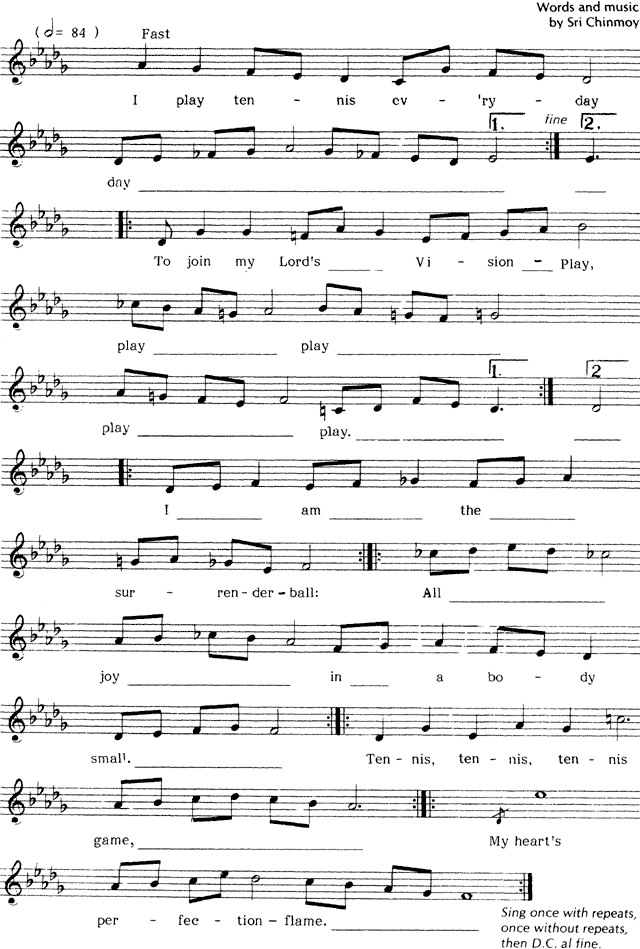 Words and music
by Sri Chinmoy
( 𝅗𝅥 = 84 ) Fast
I play ten - nis cv - 'ry - day
1. fine 2.
day
To join my Lord's Vi - sion - Play,
play play
1. 2
play play.
I am the
sur - ren - der - ball: All
joy in a bo - dy
small. Ten - nis, ten - nis, ten - nis
game, My heart's
per - fec - tion - flame.
Sing once with repeats,
once without repeats,
then D.C. al fine.